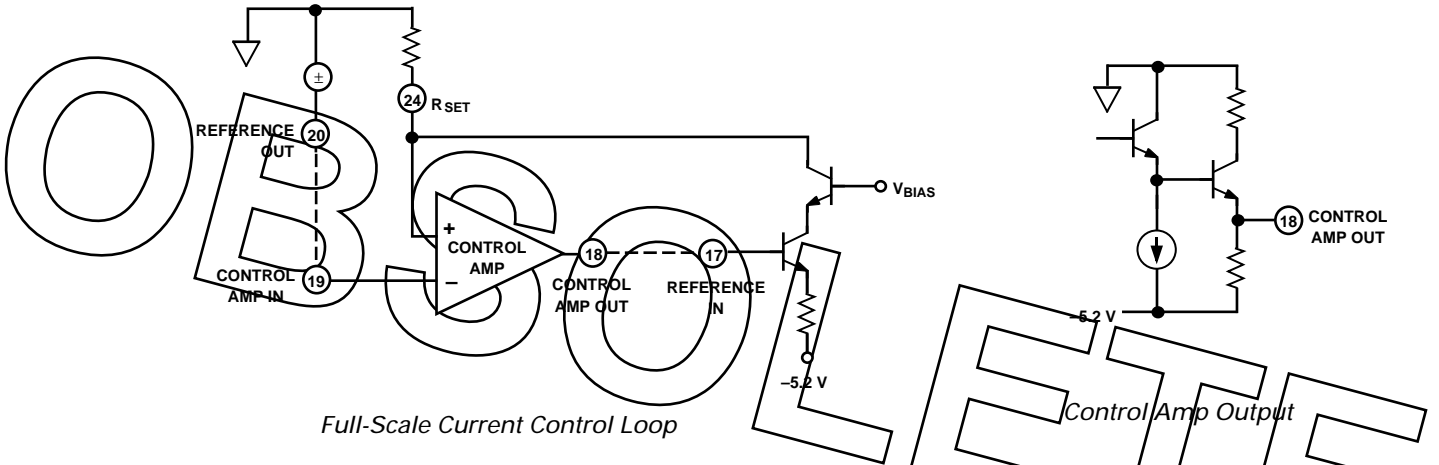 ±
24 R SET
REFERENCE
OUT
20
CONTROL
AMP IN
19
+
CONTROL
AMP
–
18
CONTROL
AMP OUT
17
REFERENCE
IN
VBIAS
–5.2 V
Full-Scale Current Control Loop
18 CONTROL
AMP OUT
–5.2 V
Control Amp Output
OBSOLETE